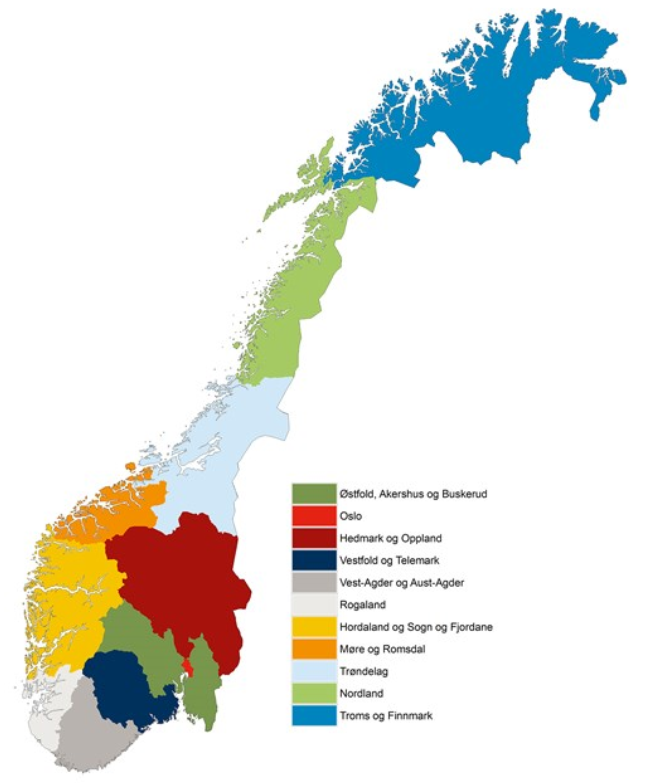 Østfold, Akershus og Buskerud
Oslo
Hedmark og Oppland
Vestfold og Telemark
Vest-Agder og Aust-Agder
Rogaland
Hordaland og Sogn og Fjordane
Møre og Romsdal
Trøndelag
Nordland
Troms og Finnmark